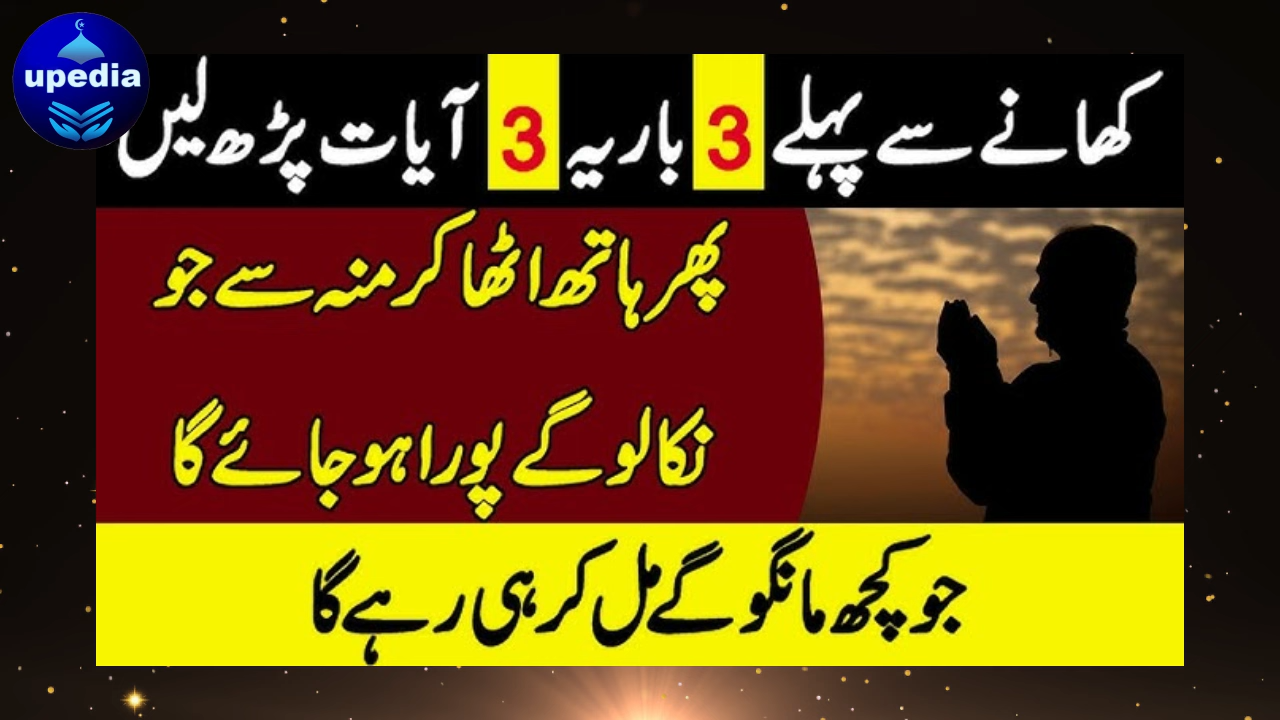 upedia
کھانے سے پہلے 3 بار یہ 3 آیات پڑھ لیں
پھر ہاتھ اٹھا کر منہ سے جو
نکالو گے پورا ہو جائے گا
جو کچھ مانگو گے مل کر ہی رہے گا